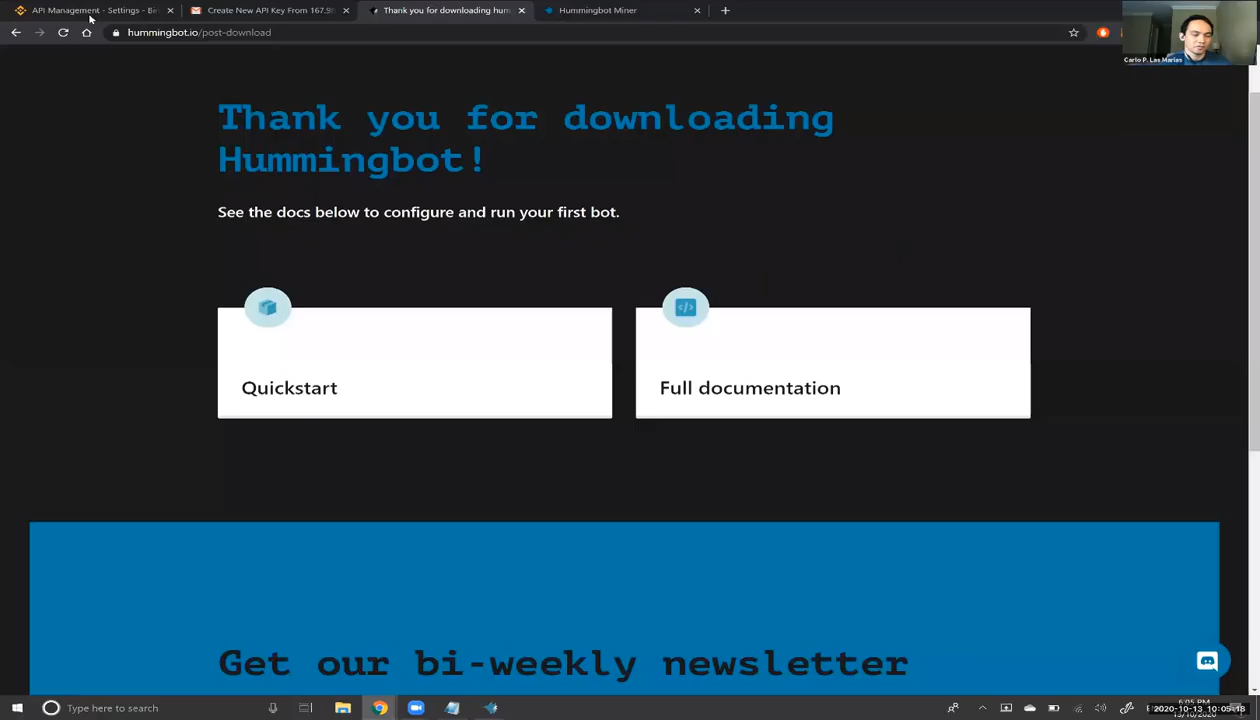 API Management - Settings - Bi
Create New API Key From 167.98
Thank you for downloading hum
Hummingbot Miner
hummingbot.io/post-download
Carlo P. Las Marias
Thank you for downloading
Hummingbot!
See the docs below to configure and run your first bot.
Quickstart
Full documentation
Get our bi-weekly newsletter
Type here to search
2020-10-13 10:05:18